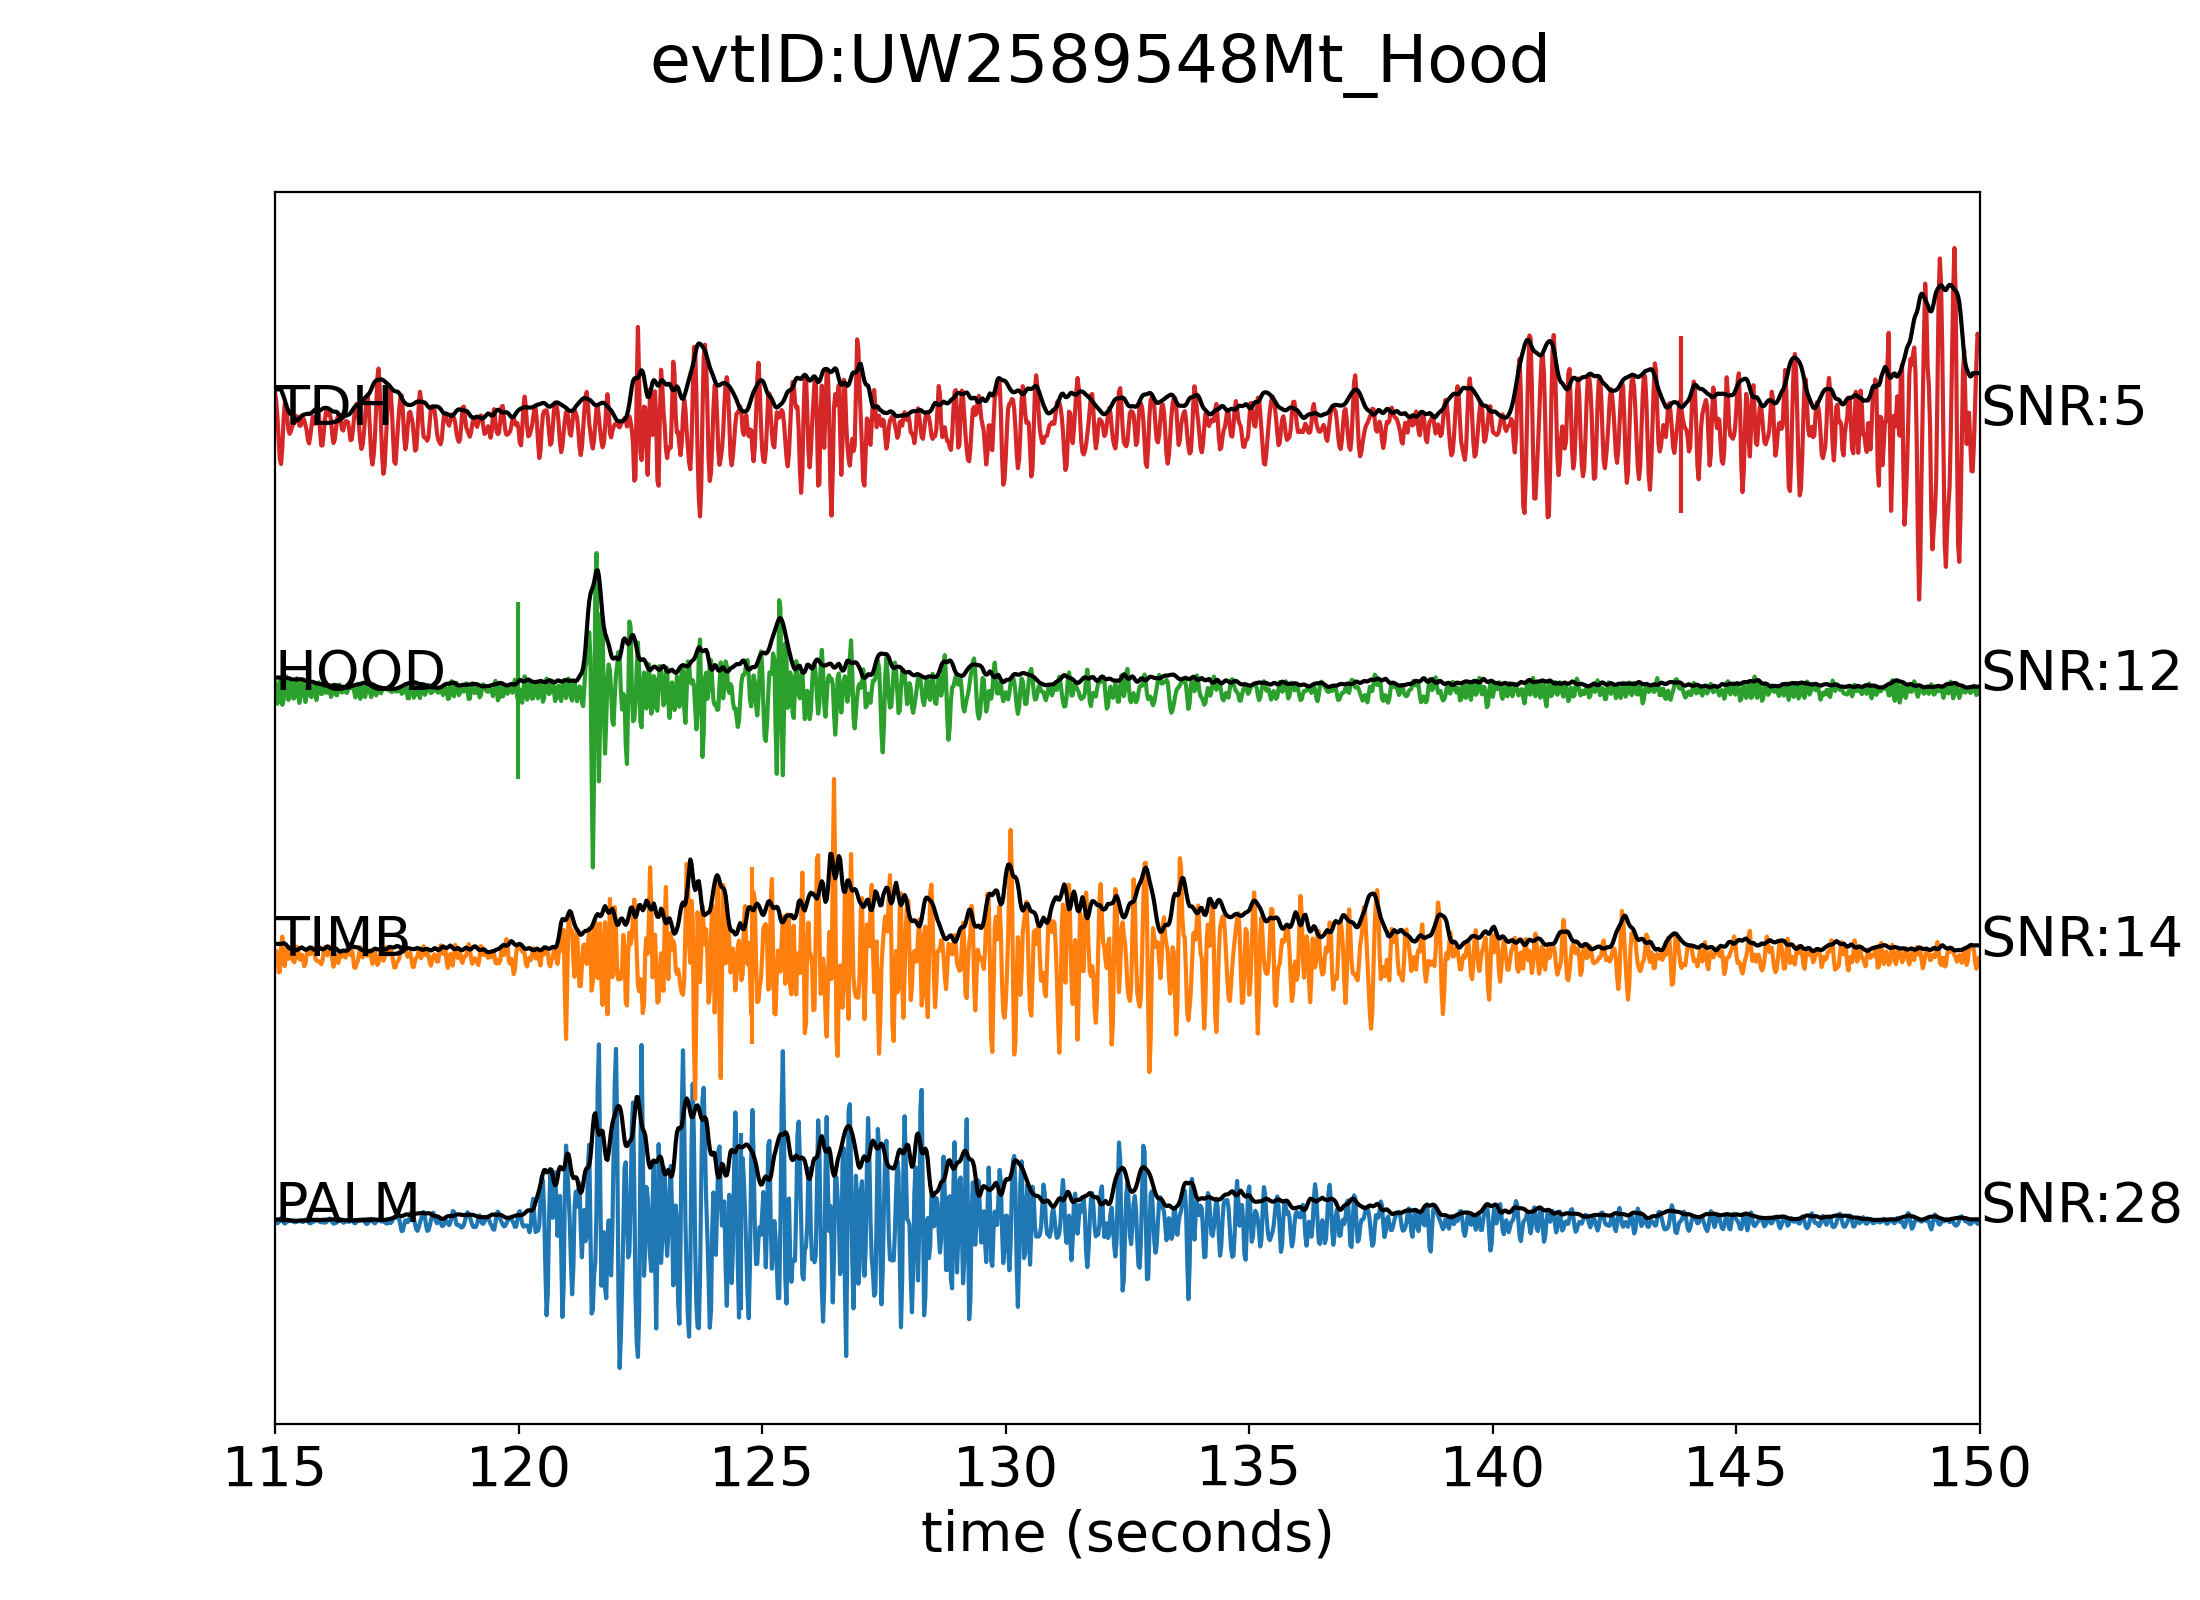 evtID:UW2589548Mt_Hood
TDH SNR:5
HOOD SNR:12
TIMB SNR:14
PALM SNR:28
115 120 125 130 135 140 145 150
time (seconds)